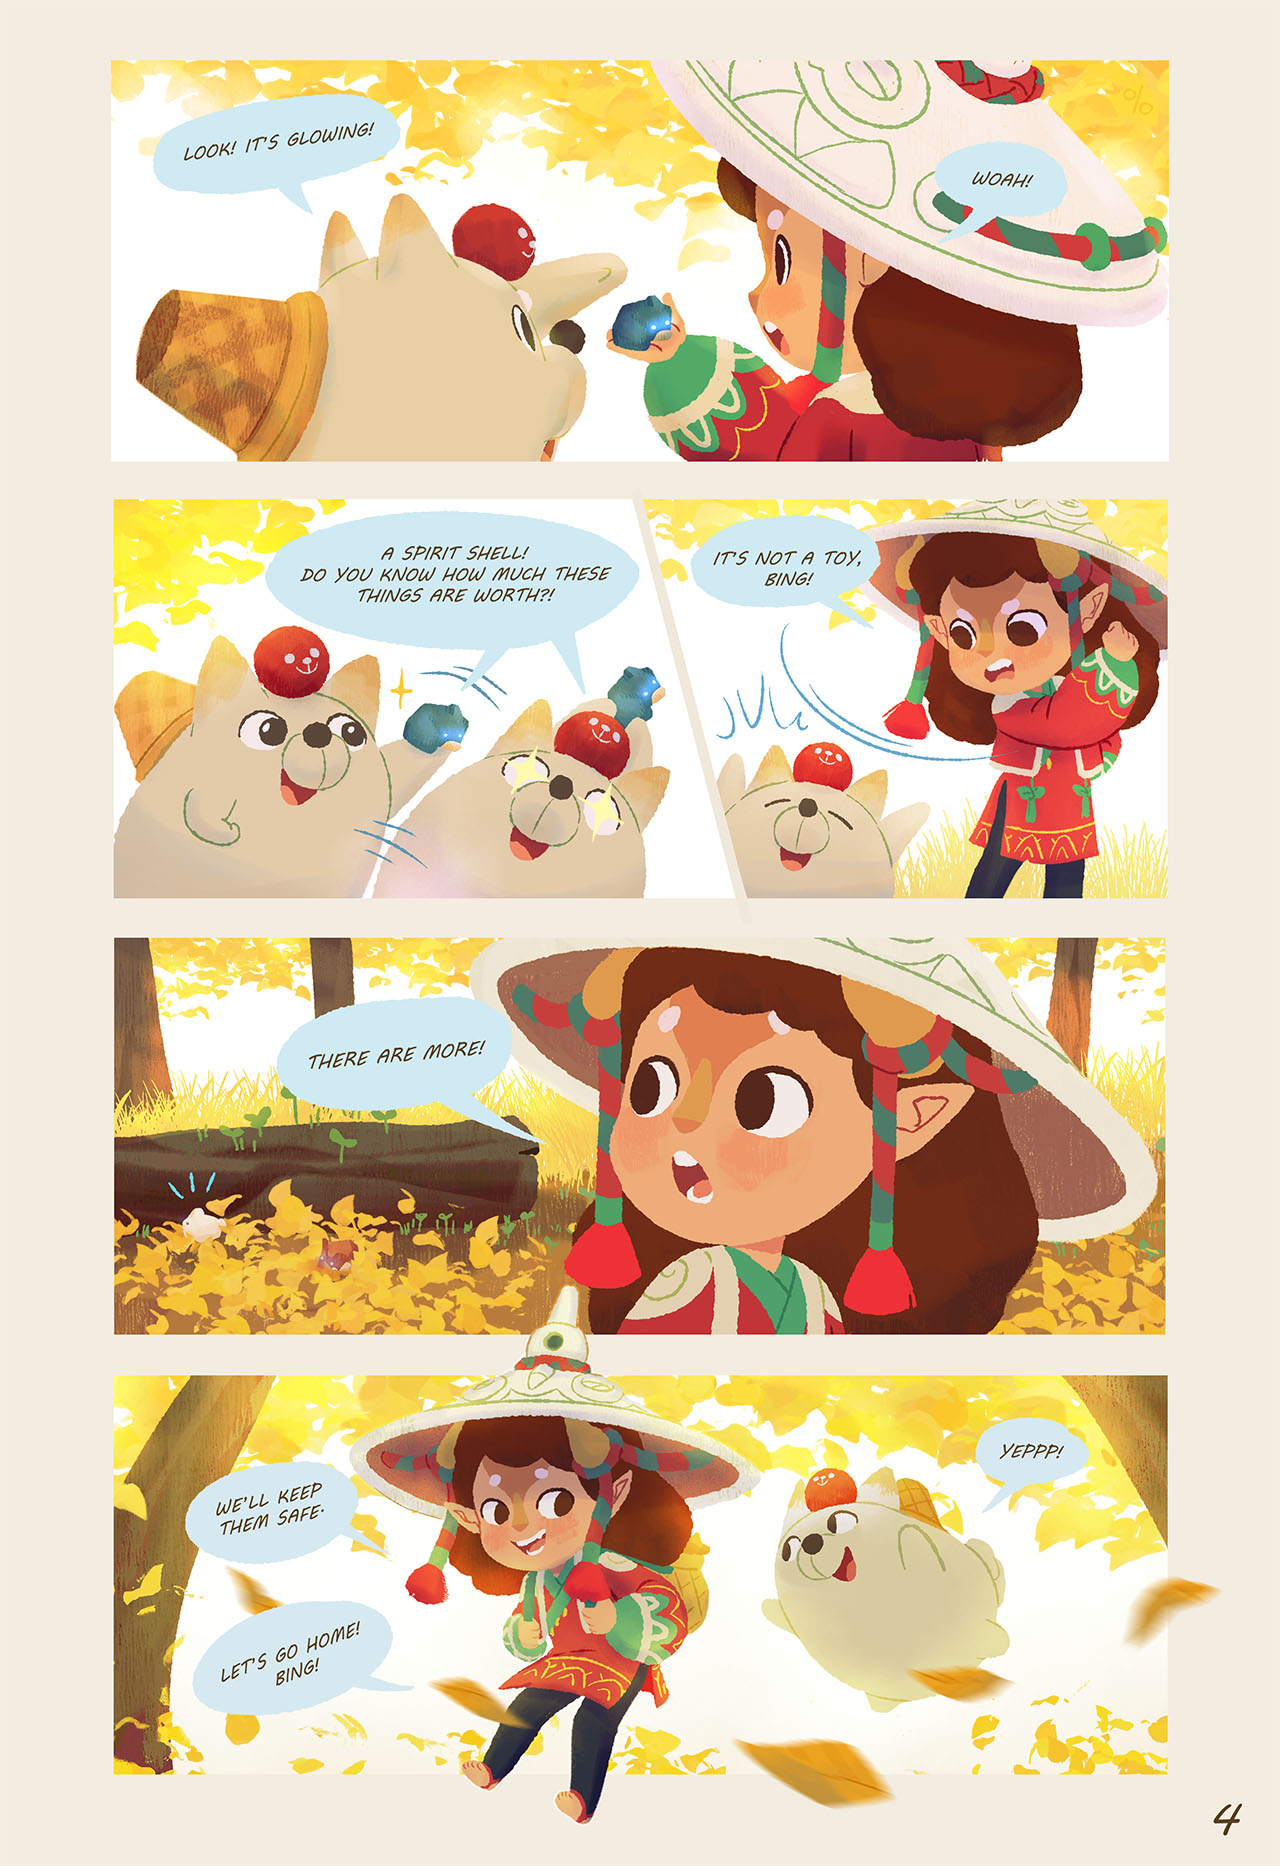 LOOK! IT'S GLOWING!
WOAH!
A SPIRIT SHELL!
DO YOU KNOW HOW MUCH THESE
THINGS ARE WORTH?!
IT'S NOT A TOY,
BING!
THERE ARE MORE!
WE'LL KEEP
THEM SAFE.
YEPPP!
LET'S GO HOME!
BING!
4